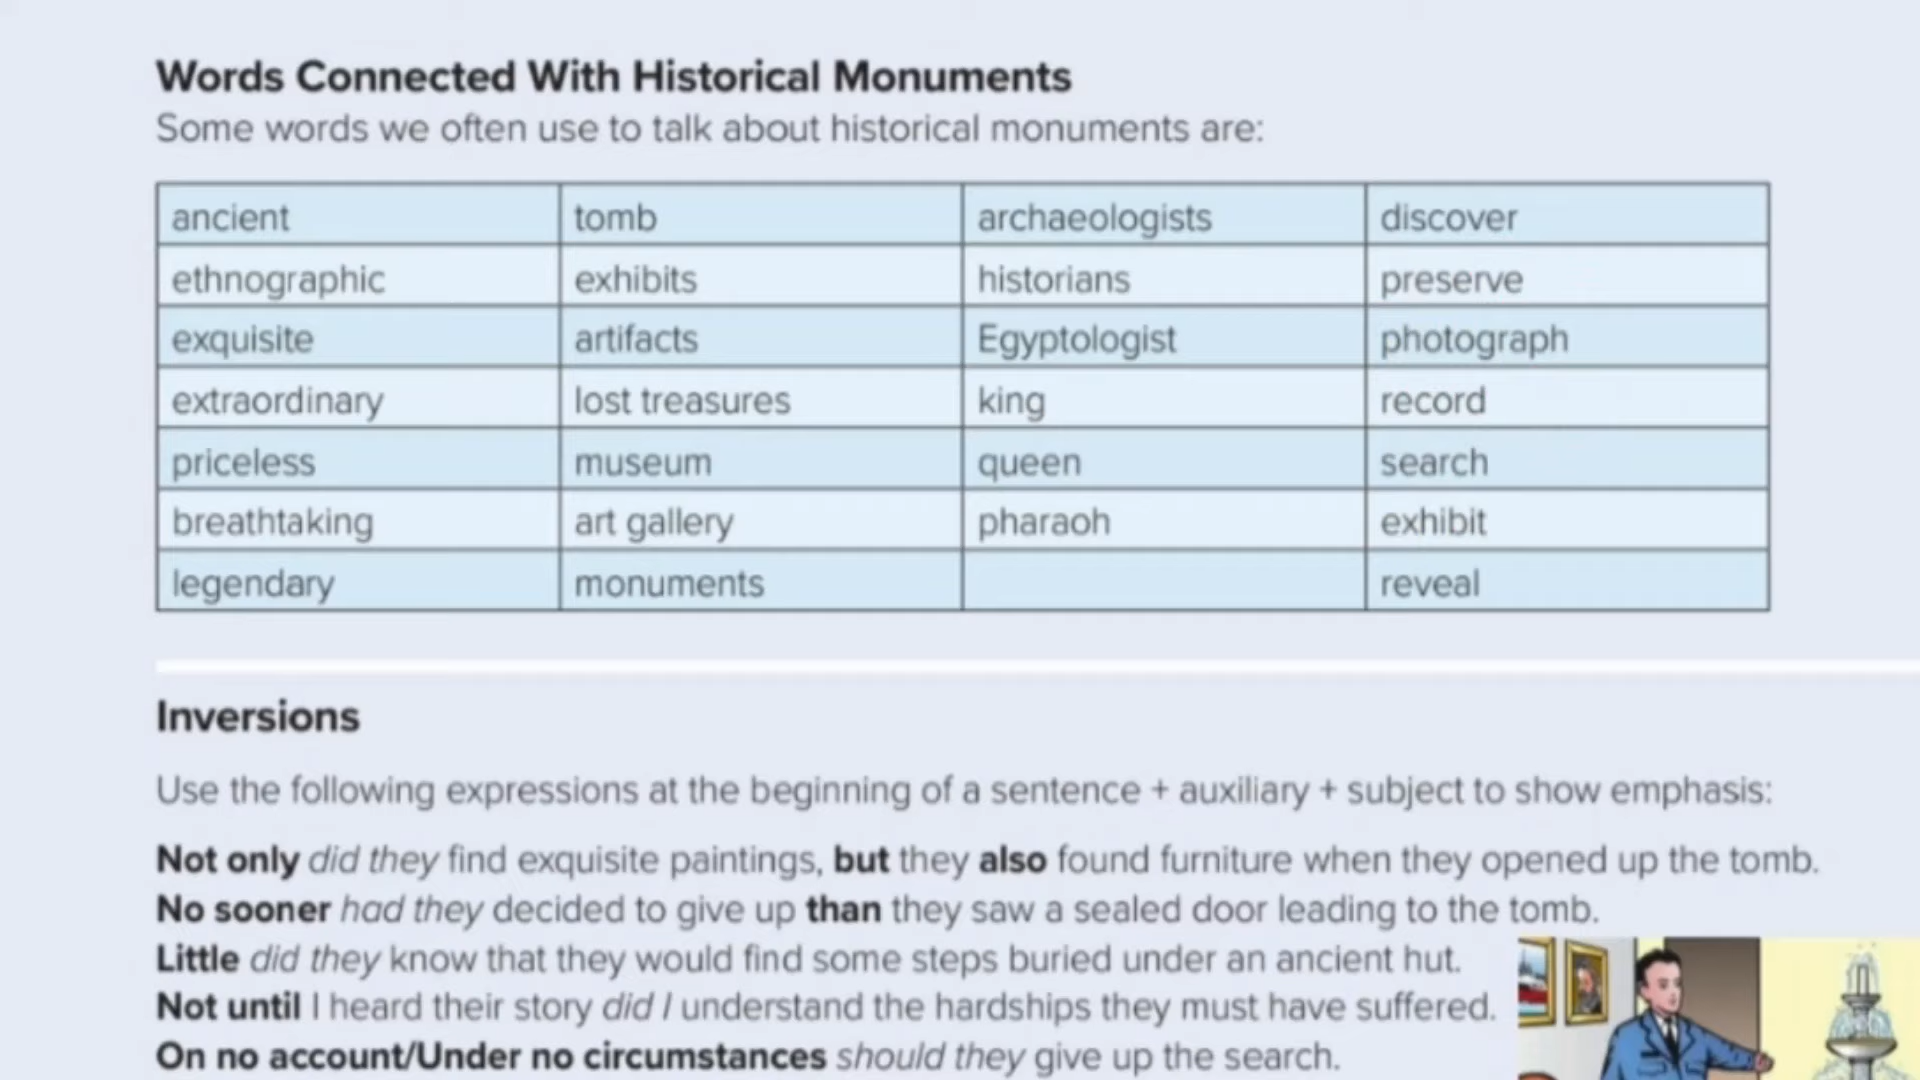 Words Connected With Historical Monuments
Some words we often use to talk about historical monuments are:
ancient tomb archaeologists discover
ethnographic exhibits historians preserve
exquisite artifacts Egyptologist photograph
extraordinary lost treasures king record
priceless museum queen search
breathtaking art gallery pharaoh exhibit
legendary monuments reveal
Inversions
Use the following expressions at the beginning of a sentence + auxiliary + subject to show emphasis:
Not only did they find exquisite paintings, but they also found furniture when they opened up the tomb.
No sooner had they decided to give up than they saw a sealed door leading to the tomb.
Little did they know that they would find some steps buried under an ancient hut.
Not until I heard their story did I understand the hardships they must have suffered.
On no account/Under no circumstances should they give up the search.